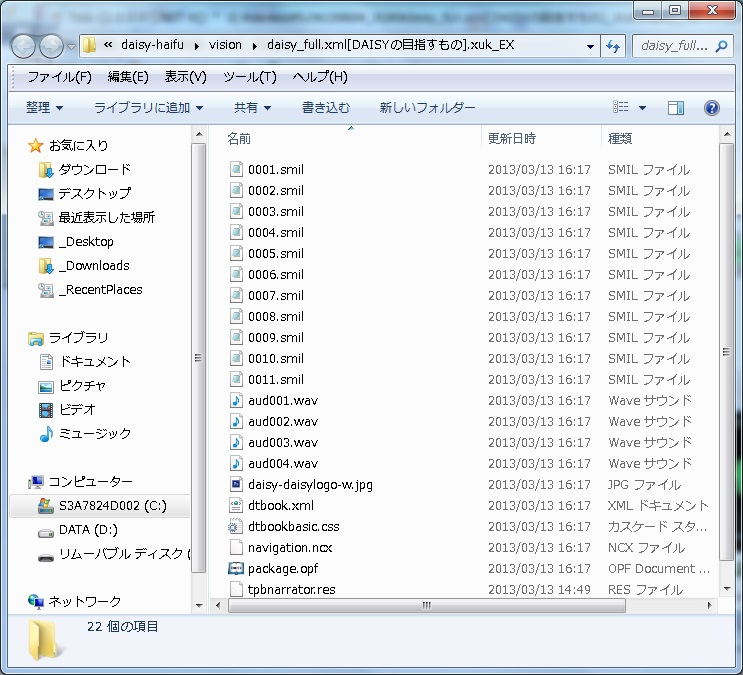 « daisy-haifu ▸ vision ▸ daisy_full.xml[DAISYの目指すもの].xuk_EX
daisy_full...
ファイル(F) 編集(E) 表示(V) ツール(T) ヘルプ(H)
整理 ライブラリに追加 共有 書き込む 新しいフォルダー
お気に入り
ダウンロード
デスクトップ
最近表示した場所
_Desktop
_Downloads
_RecentPlaces
ライブラリ
ドキュメント
ピクチャ
ビデオ
ミュージック
コンピューター
S3A7824D002 (C:)
DATA (D:)
リムーバブル ディスク (
ネットワーク
名前 更新日時 種類
0001.smil 2013/03/13 16:17 SMIL ファイル
0002.smil 2013/03/13 16:17 SMIL ファイル
0003.smil 2013/03/13 16:17 SMIL ファイル
0004.smil 2013/03/13 16:17 SMIL ファイル
0005.smil 2013/03/13 16:17 SMIL ファイル
0006.smil 2013/03/13 16:17 SMIL ファイル
0007.smil 2013/03/13 16:17 SMIL ファイル
0008.smil 2013/03/13 16:17 SMIL ファイル
0009.smil 2013/03/13 16:17 SMIL ファイル
0010.smil 2013/03/13 16:17 SMIL ファイル
0011.smil 2013/03/13 16:17 SMIL ファイル
aud001.wav 2013/03/13 16:17 Wave サウンド
aud002.wav 2013/03/13 16:17 Wave サウンド
aud003.wav 2013/03/13 16:17 Wave サウンド
aud004.wav 2013/03/13 16:17 Wave サウンド
daisy-daisylogo-w.jpg 2013/03/13 16:17 JPG ファイル
dtbook.xml 2013/03/13 16:17 XML ドキュメント
dtbookbasic.css 2013/03/13 16:17 カスケード スタ...
navigation.ncx 2013/03/13 16:17 NCX ファイル
package.opf 2013/03/13 16:17 OPF Document ...
tpbnarrator.res 2013/03/13 14:49 RES ファイル
22 個の項目